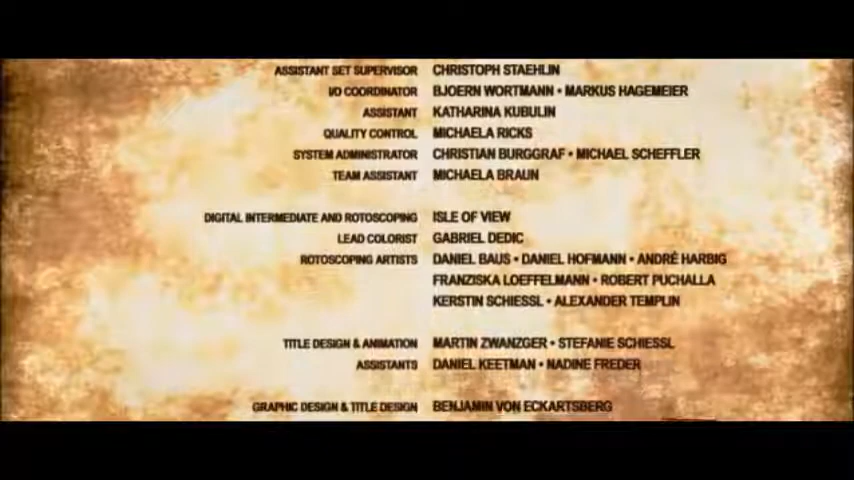 ASSISTANT SET SUPERVISOR CHRISTOPH STAEHLIN
I/O COORDINATOR BJOERN WORTMANN • MARKUS HAGEMEIER
ASSISTANT KATHARINA KUBULIN
QUALITY CONTROL MICHAELA RICKS
SYSTEM ADMINISTRATOR CHRISTIAN BURGGRAF • MICHAEL SCHEFFLER
TEAM ASSISTANT MICHAELA BRAUN
DIGITAL INTERMEDIATE AND ROTOSCOPING ISLE OF VIEW
LEAD COLORIST GABRIEL DEDIC
ROTOSCOPING ARTISTS DANIEL BAUS • DANIEL HOFMANN • ANDRÉ HARBIG
FRANZISKA LOEFFELMANN • ROBERT PUCHALLA
KERSTIN SCHIESSL • ALEXANDER TEMPLIN
TITLE DESIGN & ANIMATION MARTIN ZWANZGER • STEFANIE SCHIESSL
ASSISTANTS DANIEL KEETMAN • NADINE FREDER
GRAPHIC DESIGN & TITLE DESIGN BENJAMIN VON ECKARTSBERG